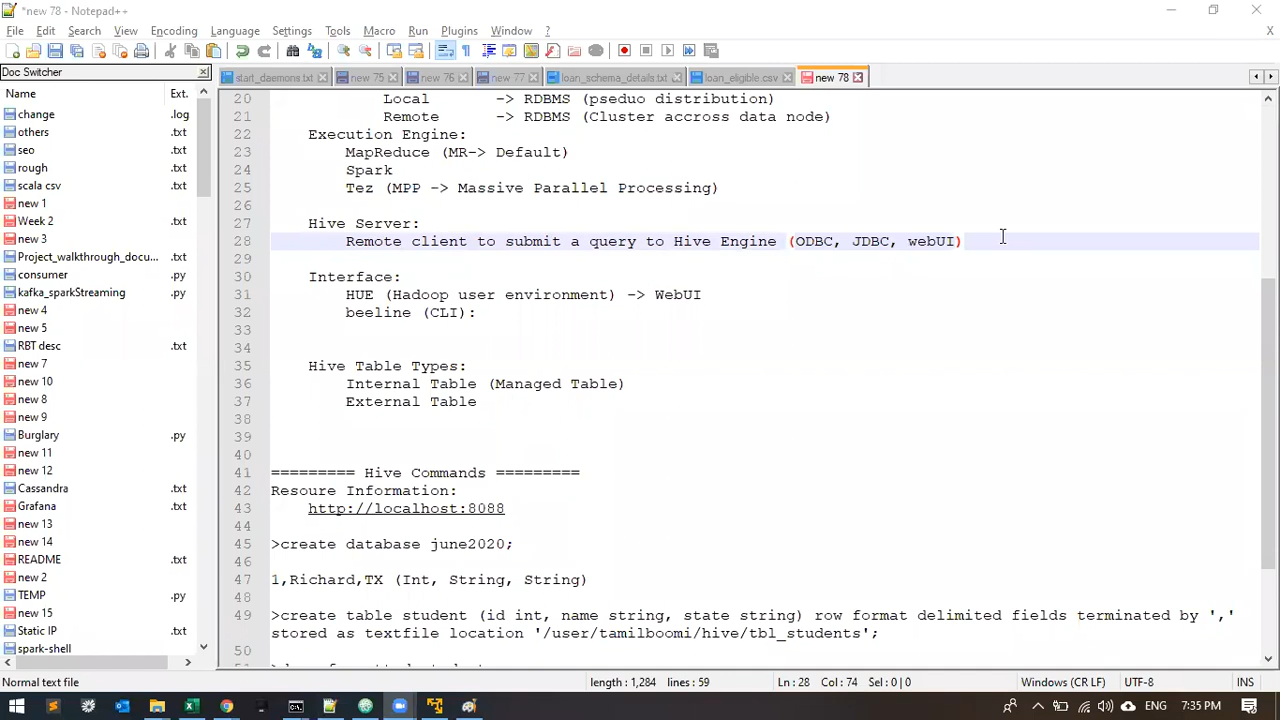 *new 78 - Notepad++
File Edit Search View Encoding Language Settings Tools Macro Run Plugins Window ? X
Doc Switcher
start_daemons.txt new 75 new 76 new 77 loan_schema_details.txt loan_eligible.csv new 78
Name Ext.
change .log
others .txt
seo .txt
rough .txt
scala csv .txt
new 1
Week 2 .txt
new 3
Project_walkthrough_docu... .txt
consumer .py
kafka_sparkStreaming .py
new 4
new 5
RBT desc .txt
new 7
new 10
new 8
new 9
Burglary .py
new 11
new 12
Cassandra .txt
Grafana .txt
new 13
new 14
README .txt
new 2
TEMP .py
new 15
Static IP .txt
spark-shell .txt
20 Local -> RDBMS (pseduo distribution)
21 Remote -> RDBMS (Cluster accross data node)
22 Execution Engine:
23 MapReduce (MR-> Default)
24 Spark
25 Tez (MPP -> Massive Parallel Processing)
26
27 Hive Server:
28 Remote client to submit a query to Hive Engine (ODBC, JDBC, webUI)
29
30 Interface:
31 HUE (Hadoop user environment) -> WebUI
32 beeline (CLI):
33
34
35 Hive Table Types:
36 Internal Table (Managed Table)
37 External Table
38
39
40
41 ========= Hive Commands =========
42 Resoure Information:
43 http://localhost:8088
44
45 >create database june2020;
46
47 1,Richard,TX (Int, String, String)
48
49 >create table student (id int, name string, state string) row format delimited fields terminated by ','
stored as textfile location '/user/tamilboomi/hive/tbl_students';
50
Normal text file length : 1,284 lines : 59 Ln : 28 Col : 74 Sel : 0 | 0 Windows (CR LF) UTF-8 INS
ENG 7:35 PM